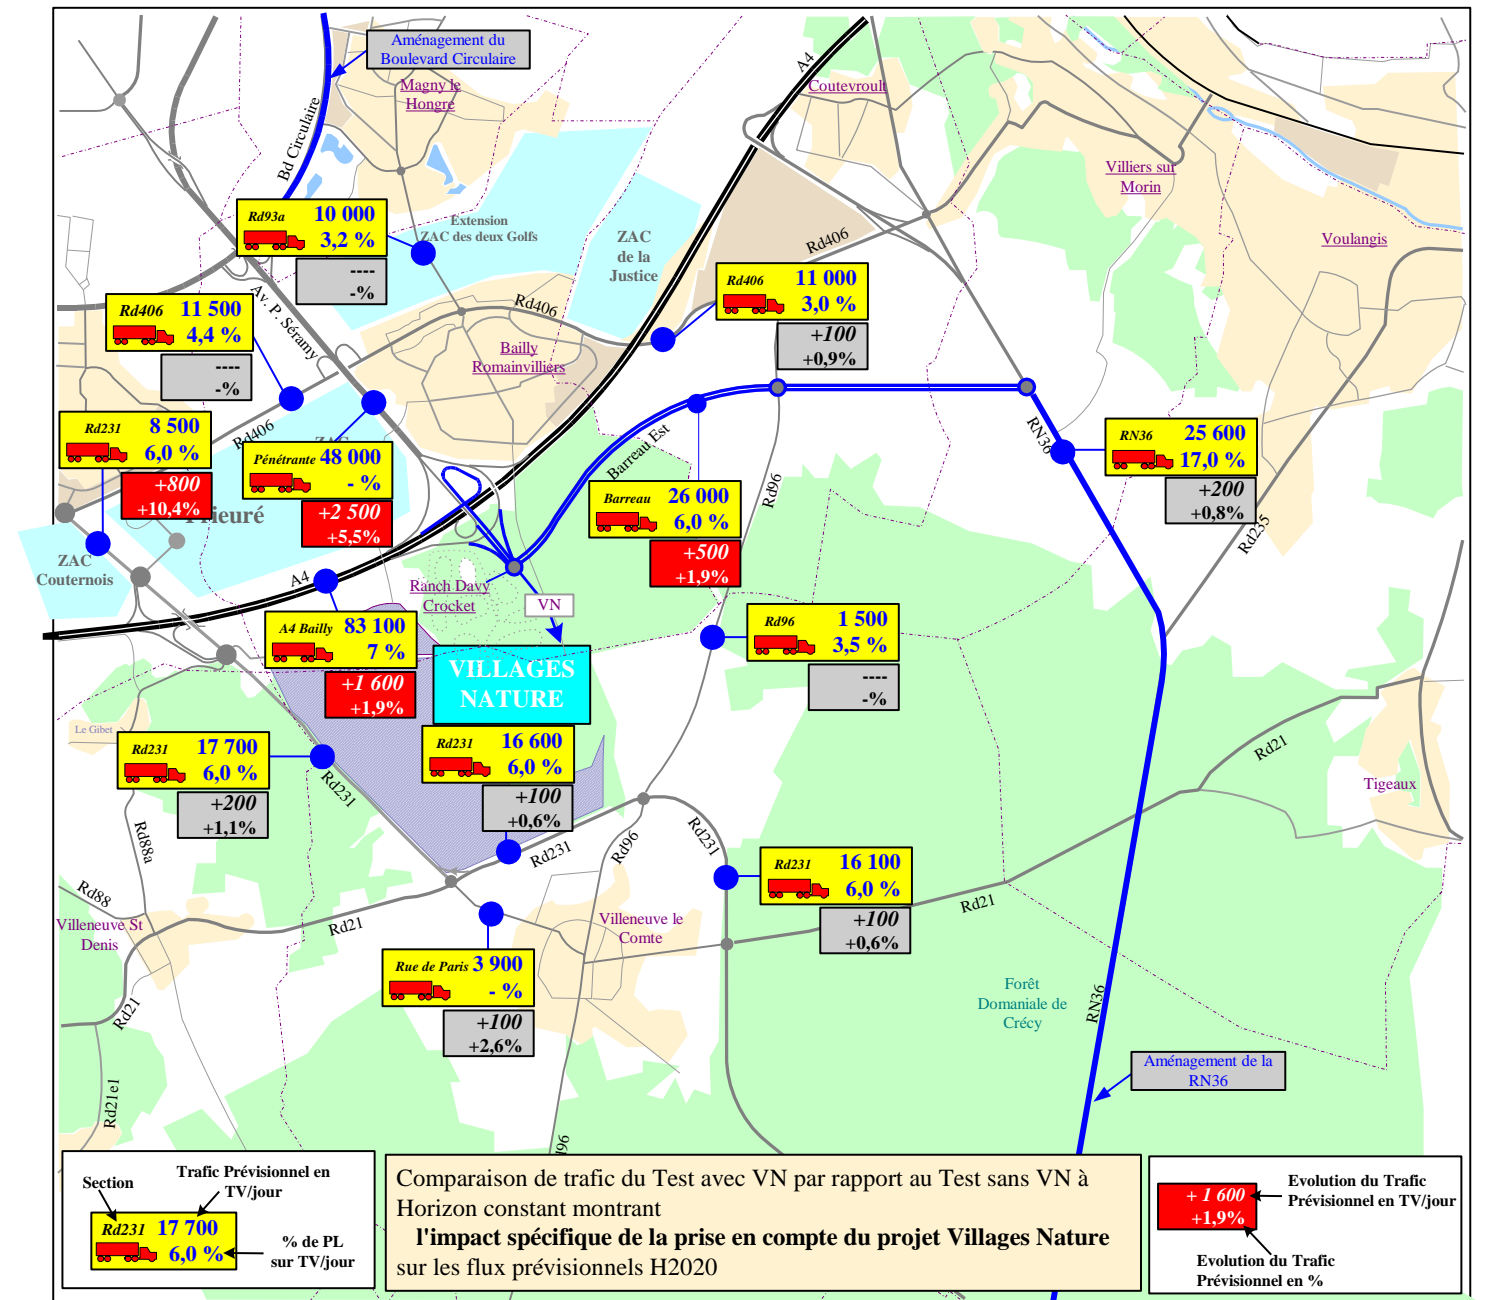 Aménagement du
Boulevard Circulaire
Magny le
Hongre
Bd Circulaire
A4
Coutevroult
Villiers sur
Morin
Voulangis
Rd93a 10 000
3,2 %
----
-%
Extension
ZAC des deux Golfs
ZAC
de la
Justice
Rd406
Rd406 11 000
3,0 %
+100
+0,9%
Rd406 11 500
4,4 %
----
-%
Av. P. Séramy
Rd406
Bailly
Romainvilliers
Rd231 8 500
6,0 %
+800
+10,4%
Rd406
ZAC
Prieuré
Pénétrante 48 000
- %
+2 500
+5,5%
Barreau Est
Barreau 26 000
6,0 %
+500
+1,9%
Rd96
RN36
RN36 25 600
17,0 %
+200
+0,8%
Rd235
ZAC
Couternois
A4
Ranch Davy
Crocket
VN
A4 Bailly 83 100
7 %
+1 600
+1,9%
VILLAGES
NATURE
Rd96 1 500
3,5 %
----
-%
Le Gibet
Rd231 17 700
6,0 %
+200
+1,1%
Rd231
Rd231 16 600
6,0 %
+100
+0,6%
Rd231
Rd96
Rd231
Rd21
Tigeaux
Rd88a
Rd88
Rd231 16 100
6,0 %
+100
+0,6%
Rd21
Villeneuve St
Denis
Rd21
Rd21
Villeneuve le
Comte
Rue de Paris 3 900
- %
+100
+2,6%
Forêt
Domaniale de
Crécy
RN36
Aménagement de la
RN36
Rd21e1
d96
Section
Trafic Prévisionnel en
TV/jour
Rd231 17 700
6,0 %
% de PL
sur TV/jour
Comparaison de trafic du Test avec VN par rapport au Test sans VN à
Horizon constant montrant
l'impact spécifique de la prise en compte du projet Villages Nature
sur les flux prévisionnels H2020
+ 1 600
+1,9%
Evolution du Trafic
Prévisionnel en TV/jour
Evolution du Trafic
Prévisionnel en %